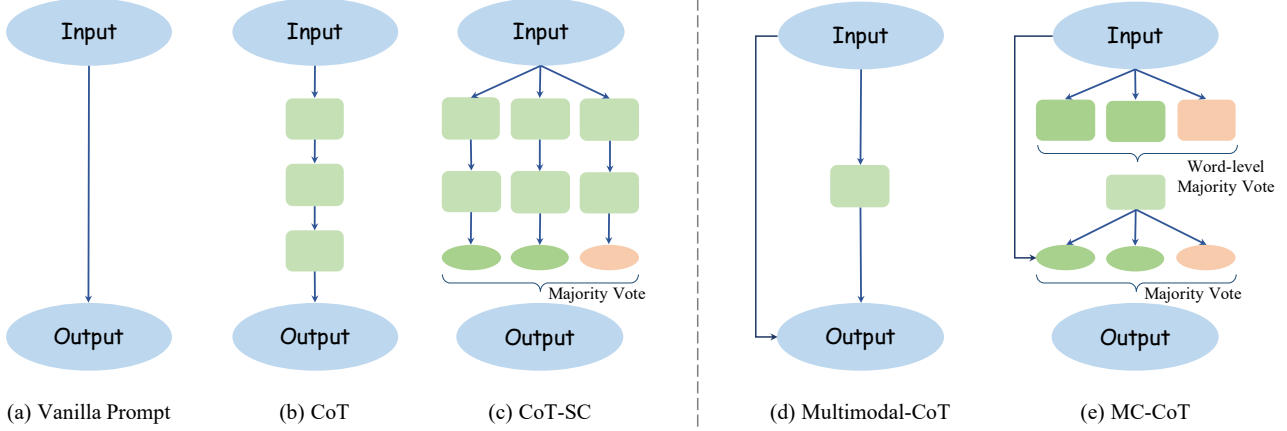 Input
Input
Input
Input
Input
Word-level
Majority Vote
Majority Vote
Majority Vote
Output
Output
Output
Output
Output
(a) Vanilla Prompt
(b) CoT
(c) CoT-SC
(d) Multimodal-CoT
(e) MC-CoT